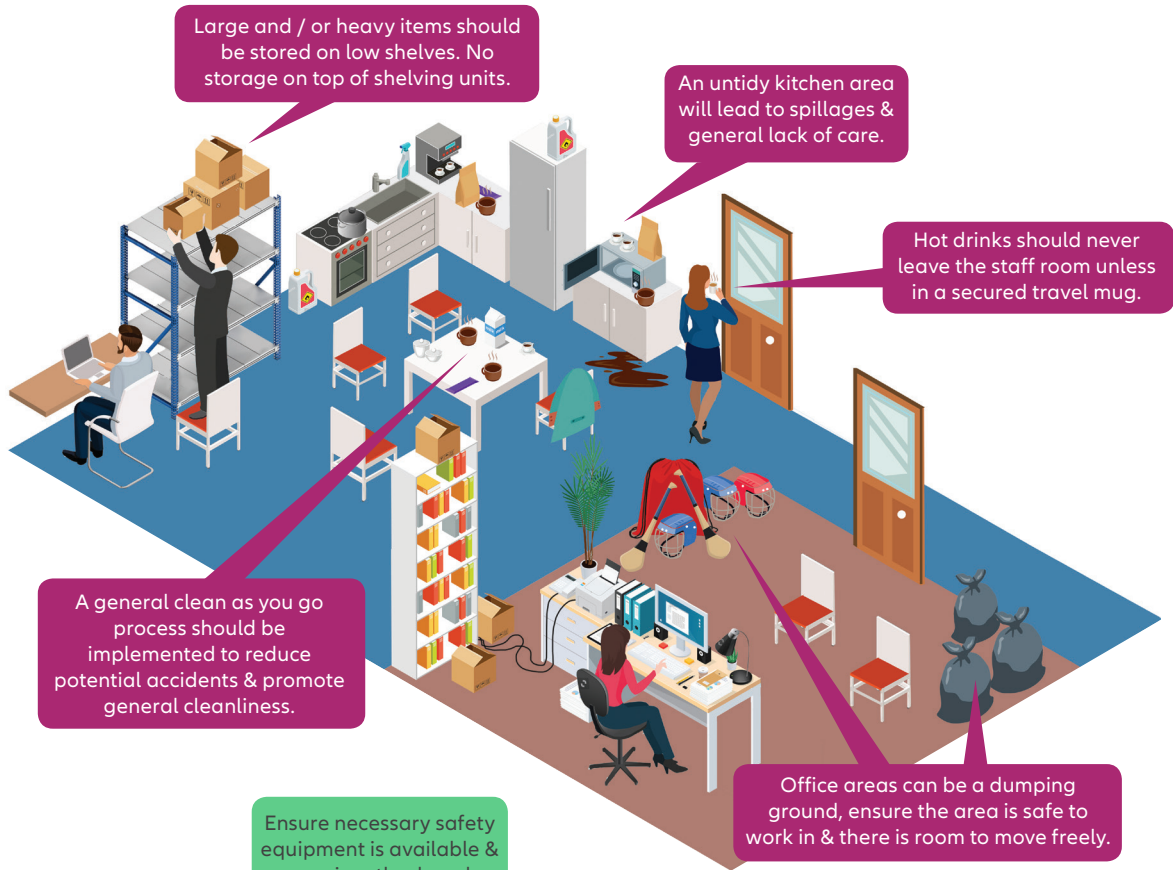 Large and / or heavy items should
be stored on low shelves. No
storage on top of shelving units.
An untidy kitchen area
will lead to spillages &
general lack of care.
Hot drinks should never
leave the staff room unless
in a secured travel mug.
A general clean as you go
process should be
implemented to reduce
potential accidents & promote
general cleanliness.
Office areas can be a dumping
ground, ensure the area is safe to
work in & there is room to move freely.
Ensure necessary safety
equipment is available &